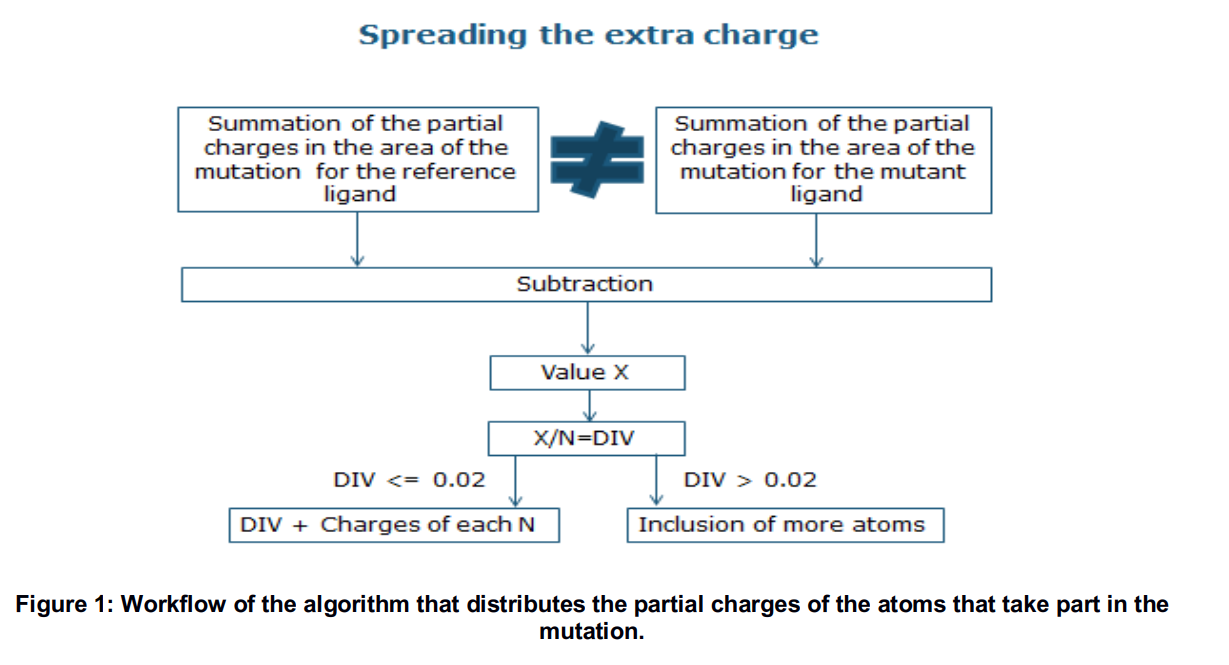 Spreading the extra charge
Summation of the partial
charges in the area of the
mutation for the reference
ligand
≠
Summation of the partial
charges in the area of the
mutation for the mutant
ligand
Subtraction
Value X
X/N=DIV
DIV <= 0.02
DIV > 0.02
DIV + Charges of each N
Inclusion of more atoms
Figure 1: Workflow of the algorithm that distributes the partial charges of the atoms that take part in the
mutation.